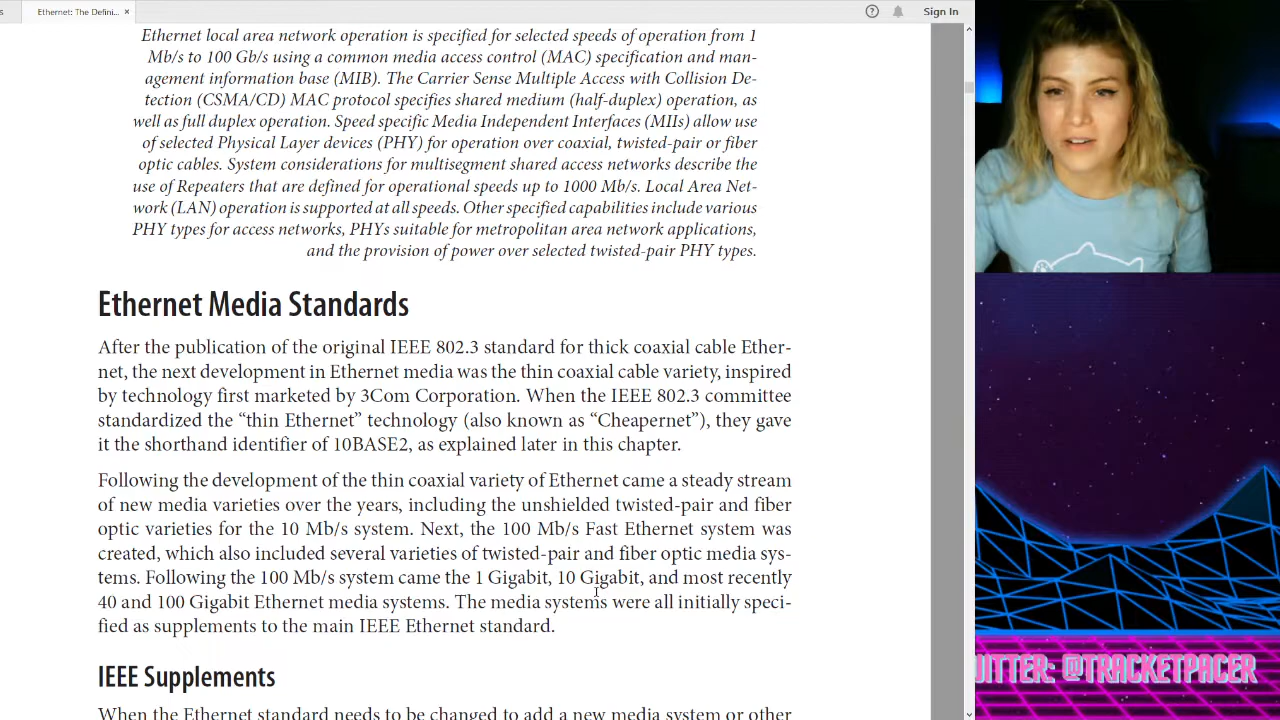 Ethernet: The Defini...
×
Sign In
Ethernet local area network operation is specified for selected speeds of operation from 1
Mb/s to 100 Gb/s using a common media access control (MAC) specification and man-
agement information base (MIB). The Carrier Sense Multiple Access with Collision De-
tection (CSMA/CD) MAC protocol specifies shared medium (half-duplex) operation, as
well as full duplex operation. Speed specific Media Independent Interfaces (MIIs) allow use
of selected Physical Layer devices (PHY) for operation over coaxial, twisted-pair or fiber
optic cables. System considerations for multisegment shared access networks describe the
use of Repeaters that are defined for operational speeds up to 1000 Mb/s. Local Area Net-
work (LAN) operation is supported at all speeds. Other specified capabilities include various
PHY types for access networks, PHYs suitable for metropolitan area network applications,
and the provision of power over selected twisted-pair PHY types.
Ethernet Media Standards
After the publication of the original IEEE 802.3 standard for thick coaxial cable Ether-
net, the next development in Ethernet media was the thin coaxial cable variety, inspired
by technology first marketed by 3Com Corporation. When the IEEE 802.3 committee
standardized the “thin Ethernet” technology (also known as “Cheapernet”), they gave
it the shorthand identifier of 10BASE2, as explained later in this chapter.
Following the development of the thin coaxial variety of Ethernet came a steady stream
of new media varieties over the years, including the unshielded twisted-pair and fiber
optic varieties for the 10 Mb/s system. Next, the 100 Mb/s Fast Ethernet system was
created, which also included several varieties of twisted-pair and fiber optic media sys-
tems. Following the 100 Mb/s system came the 1 Gigabit, 10 Gigabit, and most recently
40 and 100 Gigabit Ethernet media systems. The media systems were all initially speci-
fied as supplements to the main IEEE Ethernet standard.
IEEE Supplements
When the Ethernet standard needs to be changed to add a new media system or other
WITTER: @TRACKETPACER